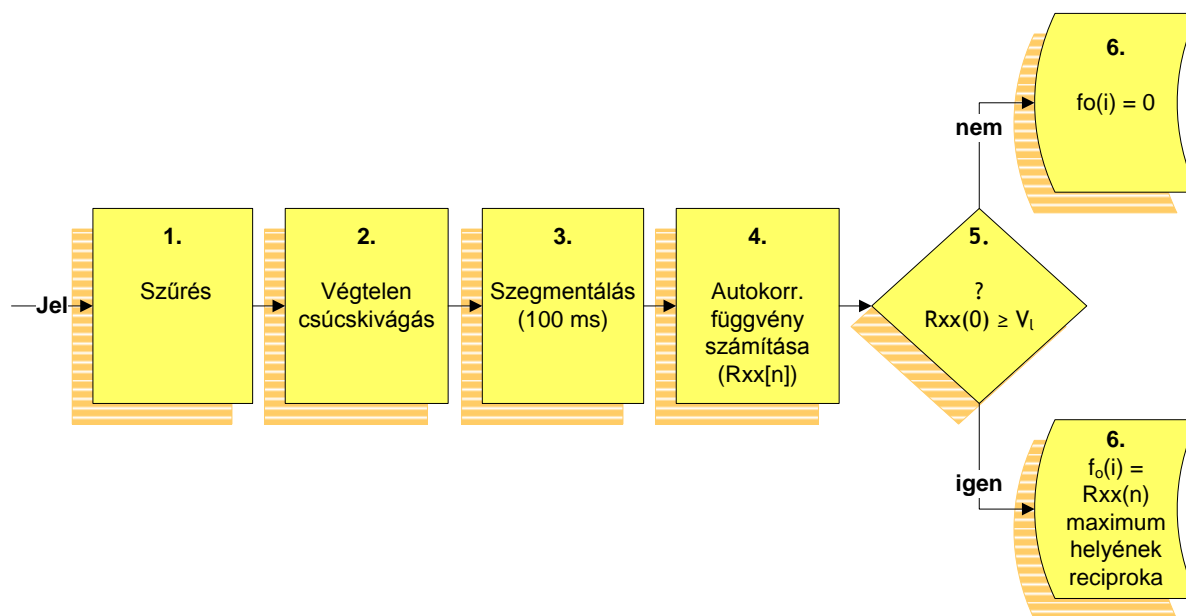 Jel
1.
Szűrés
2.
Végtelen
csúcskivágás
3.
Szegmentálás
(100 ms)
4.
Autokorr.
függvény
számítása
(Rxx[n])
5.
?
Rxx(0) ≥ Vₗ
nem
6.
fo(i) = 0
igen
6.
fₒ(i) =
Rxx(n)
maximum
helyének
reciproka